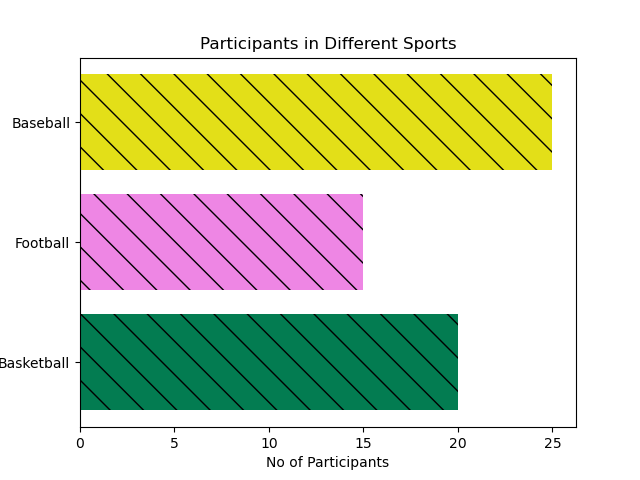 Participants in Different Sports
Baseball
Football
Basketball
0 5 10 15 20 25
No of Participants